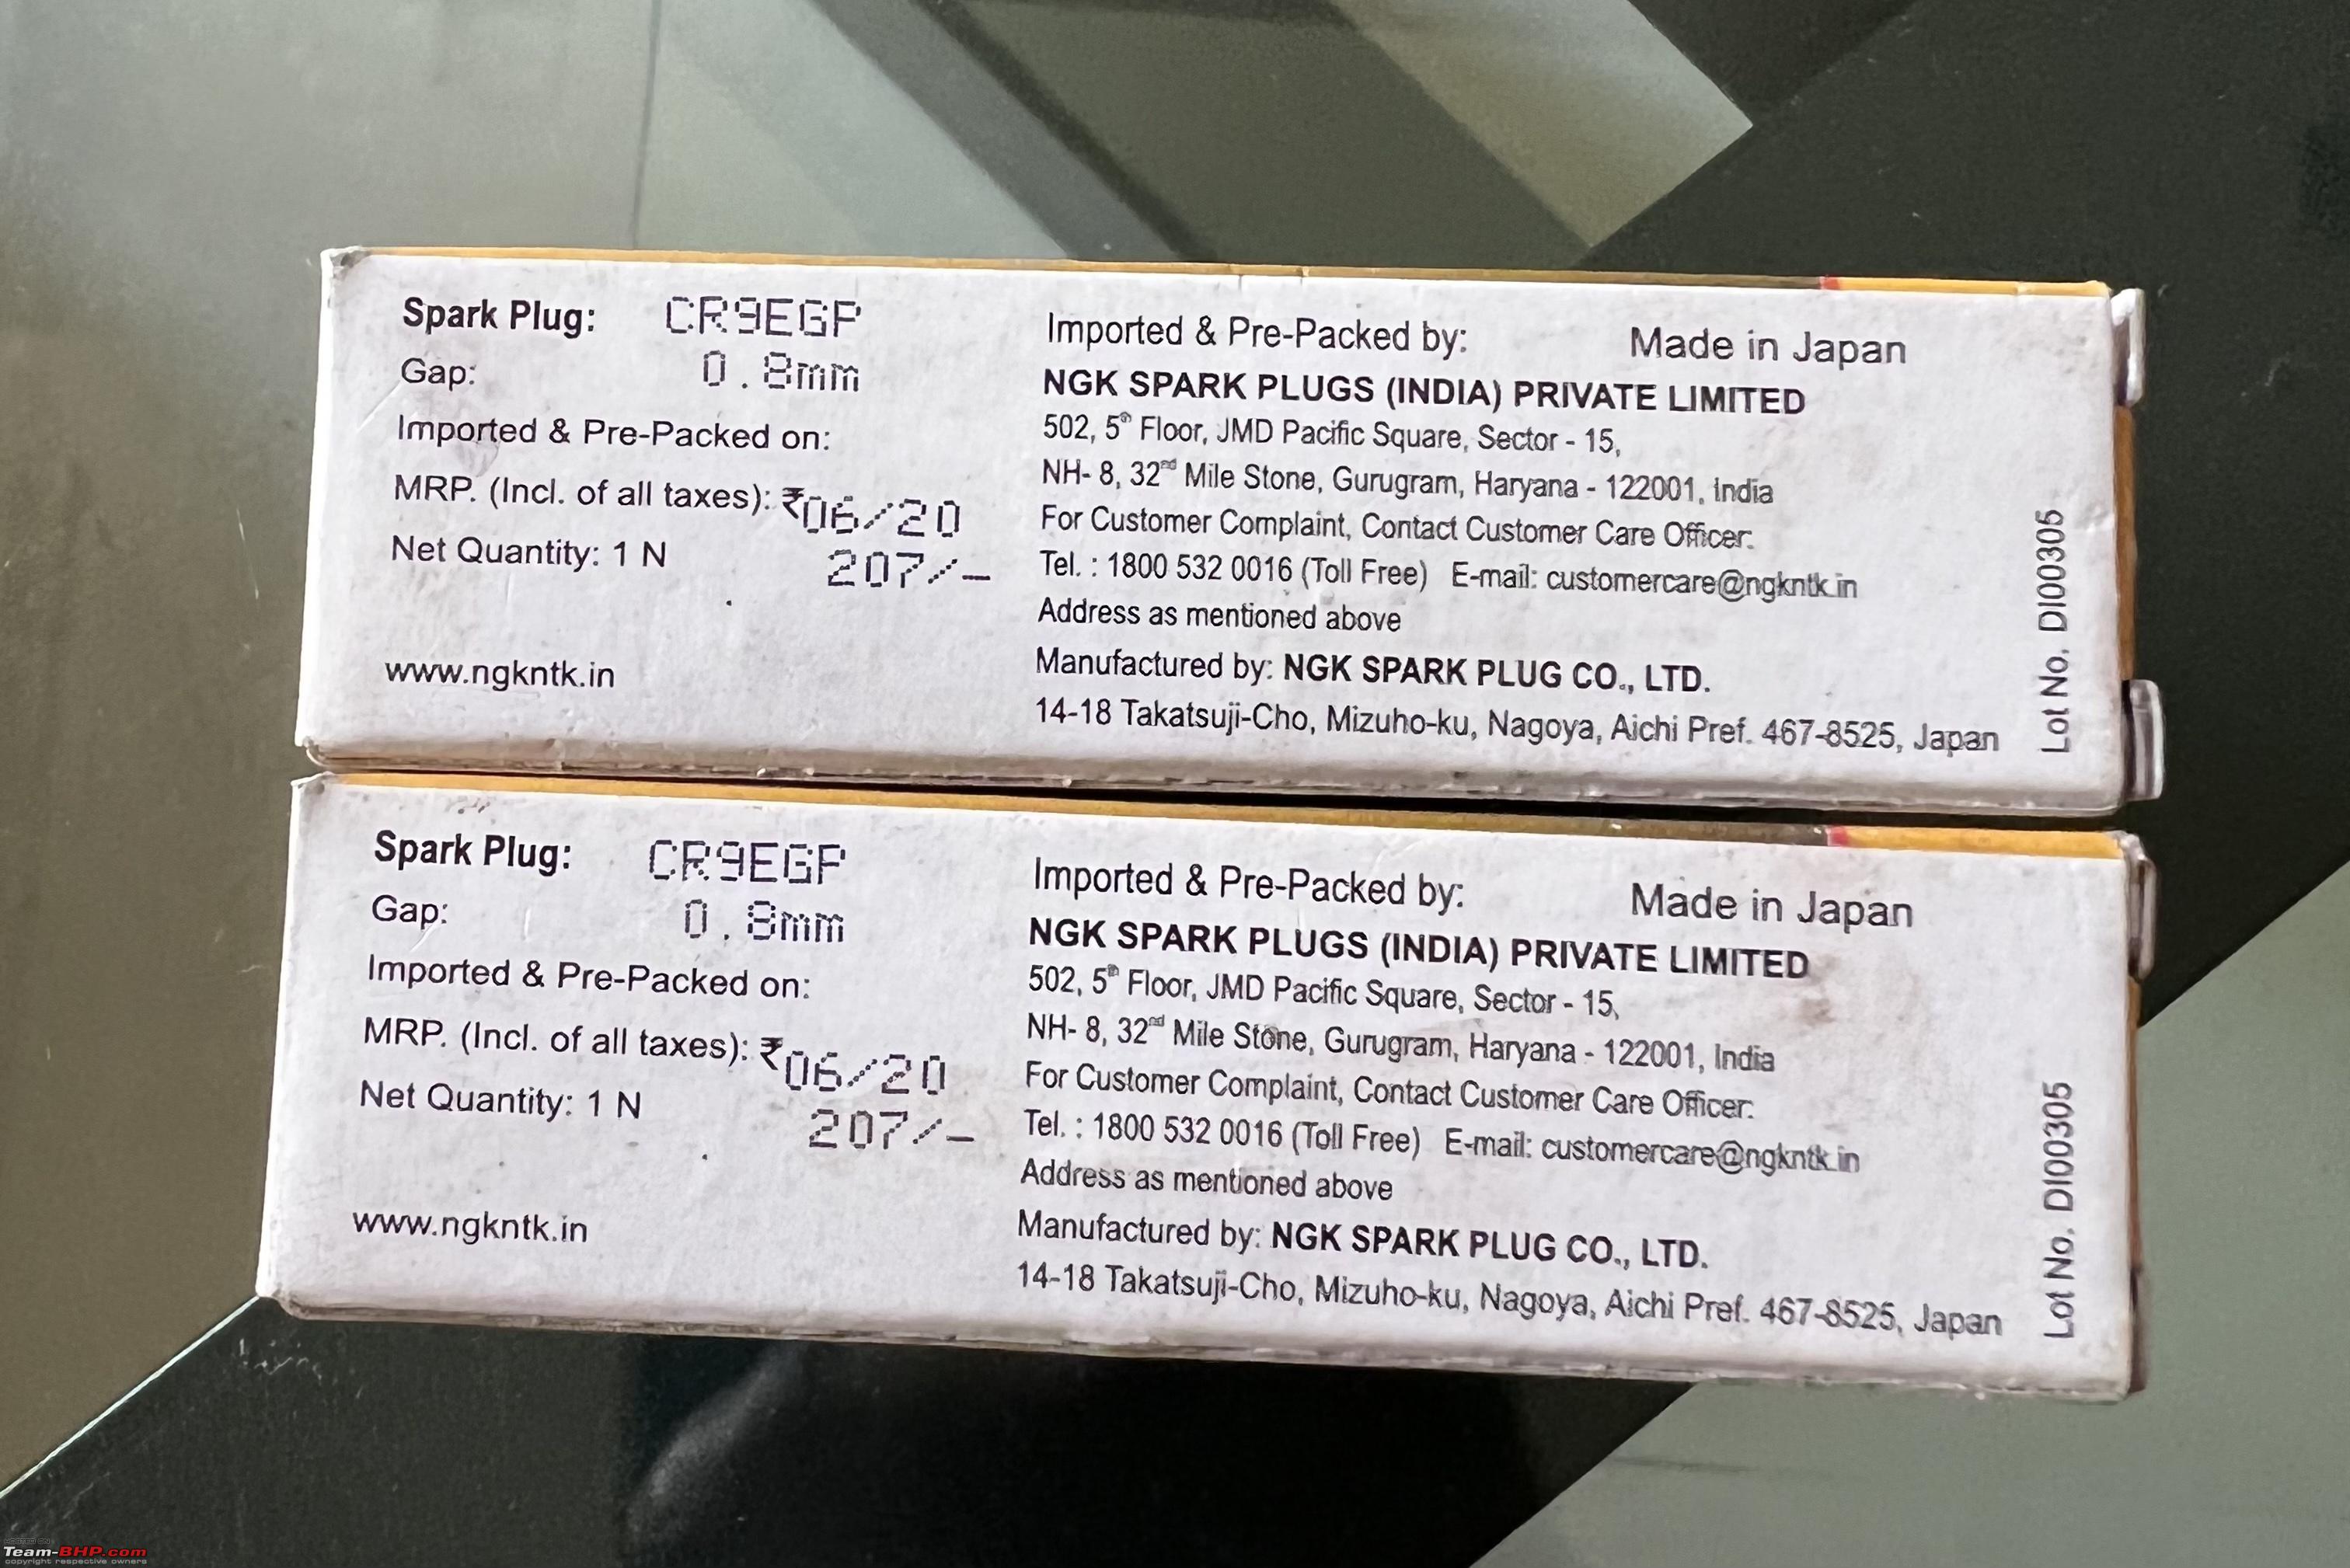 Spark Plug: CR9EGP
Gap: 0.8mm
Imported & Pre-Packed on:
MRP. (Incl. of all taxes): ₹ 06/20
Net Quantity: 1 N 207/-
www.ngkntk.in
Imported & Pre-Packed by: Made in Japan
NGK SPARK PLUGS (INDIA) PRIVATE LIMITED
502, 5th Floor, JMD Pacific Square, Sector - 15,
NH- 8, 32nd Mile Stone, Gurugram, Haryana - 122001, India
For Customer Complaint, Contact Customer Care Officer:
Tel. : 1800 532 0016 (Toll Free) E-mail: customercare@ngkntk.in
Address as mentioned above
Manufactured by: NGK SPARK PLUG CO., LTD.
14-18 Takatsuji-Cho, Mizuho-ku, Nagoya, Aichi Pref. 467-8525, Japan
Lot No. DI00305
Spark Plug: CR9EGP
Gap: 0.8mm
Imported & Pre-Packed on:
MRP. (Incl. of all taxes): ₹ 06/20
Net Quantity: 1 N 207/-
www.ngkntk.in
Imported & Pre-Packed by: Made in Japan
NGK SPARK PLUGS (INDIA) PRIVATE LIMITED
502, 5th Floor, JMD Pacific Square, Sector - 15,
NH- 8, 32nd Mile Stone, Gurugram, Haryana - 122001, India
For Customer Complaint, Contact Customer Care Officer:
Tel. : 1800 532 0016 (Toll Free) E-mail: customercare@ngkntk.in
Address as mentioned above
Manufactured by: NGK SPARK PLUG CO., LTD.
14-18 Takatsuji-Cho, Mizuho-ku, Nagoya, Aichi Pref. 467-8525, Japan
Lot No. DI00305
Team-BHP.com
copyright respective owners